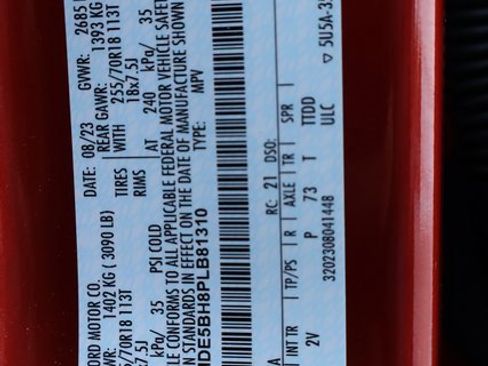 ORD MOTOR CO. DATE: 08/23 GVWR: 2685
1402 KG ( 3090 LB) REAR GAWR: 1393 KG
/70R18 113T TIRES WITH 255/70R18 113T
x7.5J RIMS 18x7.5J
kPa/ 35 PSI COLD AT 240 kPa/ 35
LE CONFORMS TO ALL APPLICABLE FEDERAL MOTOR VEHICLE SAFET
N STANDARDS IN EFFECT ON THE DATE OF MANUFACTURE SHOWN
DE5BH8PLB81310 TYPE: MPV
A RC: 21 DSO:
INT TR TP/PS R AXLE TR SPR 5U5A-3
2V P 73 T TTDD
3202308041448 ULC